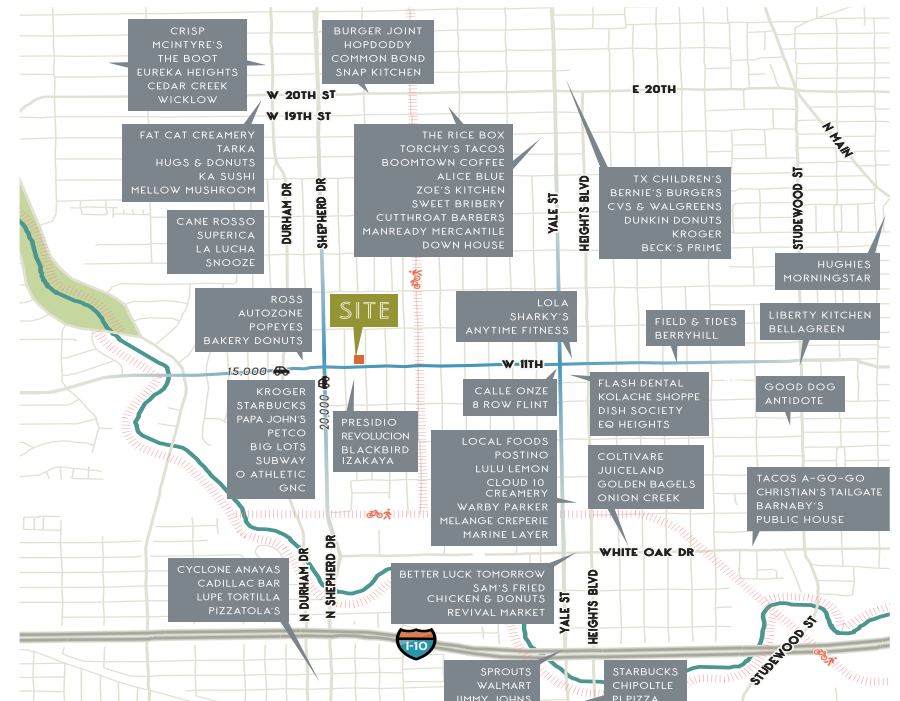 CRISP
MCINTYRE'S
THE BOOT
EUREKA HEIGHTS
CEDAR CREEK
WICKLOW
BURGER JOINT
HOPDODDY
COMMON BOND
SNAP KITCHEN
W 20TH ST
E 20TH
W 19TH ST
FAT CAT CREAMERY
TARKA
HUGS & DONUTS
KA SUSHI
MELLOW MUSHROOM
THE RICE BOX
TORCHY'S TACOS
BOOMTOWN COFFEE
ALICE BLUE
ZOE'S KITCHEN
SWEET BRIBERY
CUTTHROAT BARBERS
MANREADY MERCANTILE
DOWN HOUSE
N MAIN
TX CHILDREN'S
BERNIE'S BURGERS
CVS & WALGREENS
DUNKIN DONUTS
KROGER
BECK'S PRIME
CANE ROSSO
SUPERICA
LA LUCHA
SNOOZE
DURHAM DR
SHEPHERD DR
YALE ST
HEIGHTS BLVD
STUDEWOOD ST
HUGHIES
MORNINGSTAR
ROSS
AUTOZONE
POPEYES
BAKERY DONUTS
SITE
LOLA
SHARKY'S
ANYTIME FITNESS
FIELD & TIDES
BERRYHILL
LIBERTY KITCHEN
BELLAGREEN
W 11TH
15,000
20,000
KROGER
STARBUCKS
PAPA JOHN'S
PETCO
BIG LOTS
SUBWAY
O ATHLETIC
GNC
PRESIDIO
REVOLUCION
BLACKBIRD
IZAKAYA
CALLE ONZE
8 ROW FLINT
FLASH DENTAL
KOLACHE SHOPPE
DISH SOCIETY
EQ HEIGHTS
GOOD DOG
ANTIDOTE
LOCAL FOODS
POSTINO
LULU LEMON
CLOUD 10
CREAMERY
WARBY PARKER
MELANGE CREPERIE
MARINE LAYER
COLTIVARE
JUICELAND
GOLDEN BAGELS
ONION CREEK
TACOS A-GO-GO
CHRISTIAN'S TAILGATE
BARNABY'S
PUBLIC HOUSE
WHITE OAK DR
CYCLONE ANAYAS
CADILLAC BAR
LUPE TORTILLA
PIZZATOLA'S
N DURHAM DR
N SHEPHERD DR
BETTER LUCK TOMORROW
SAM'S FRIED
CHICKEN & DONUTS
REVIVAL MARKET
YALE ST
HEIGHTS BLVD
STUDEWOOD ST
I-10
SPROUTS
WALMART
JIMMY JOHNS
STARBUCKS
CHIPOLTLE
PI PIZZA